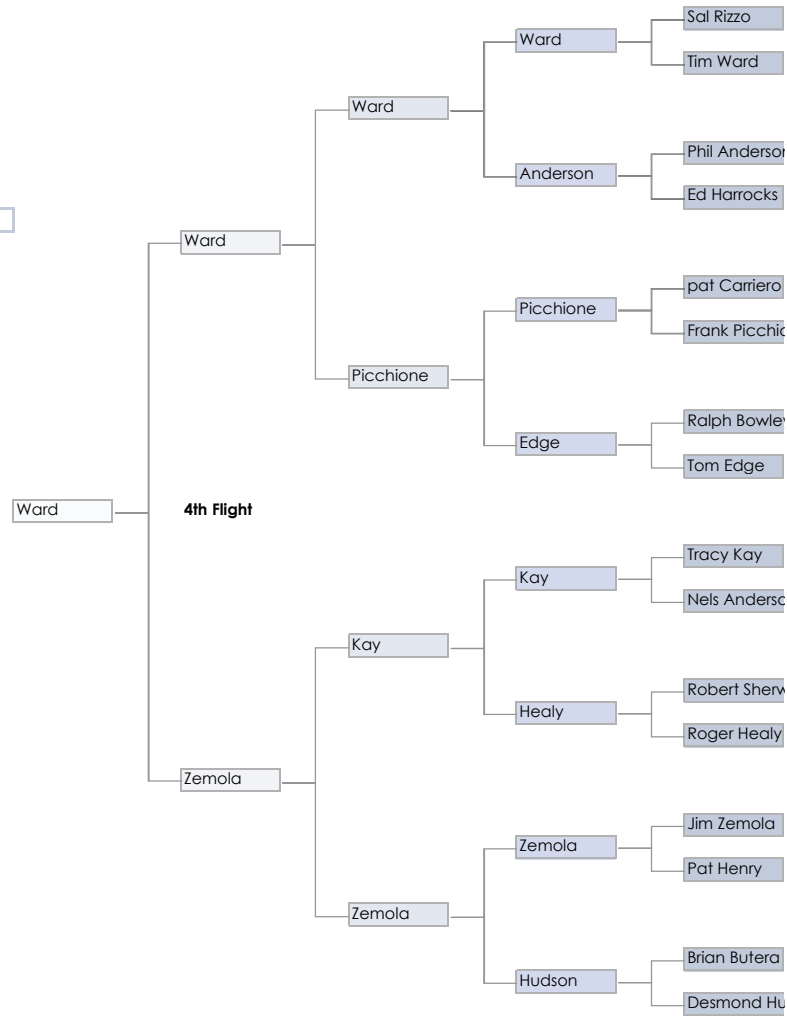 Sal Rizzo
Ward
Tim Ward
Ward
Phil Anderson
Anderson
Ed Harrocks
Ward
pat Carriero
Picchione
Frank Picchio
Picchione
Ralph Bowley
Edge
Tom Edge
Ward
4th Flight
Tracy Kay
Kay
Nels Anderso
Kay
Robert Sherw
Healy
Roger Healy
Zemola
Jim Zemola
Zemola
Pat Henry
Zemola
Brian Butera
Hudson
Desmond Hu